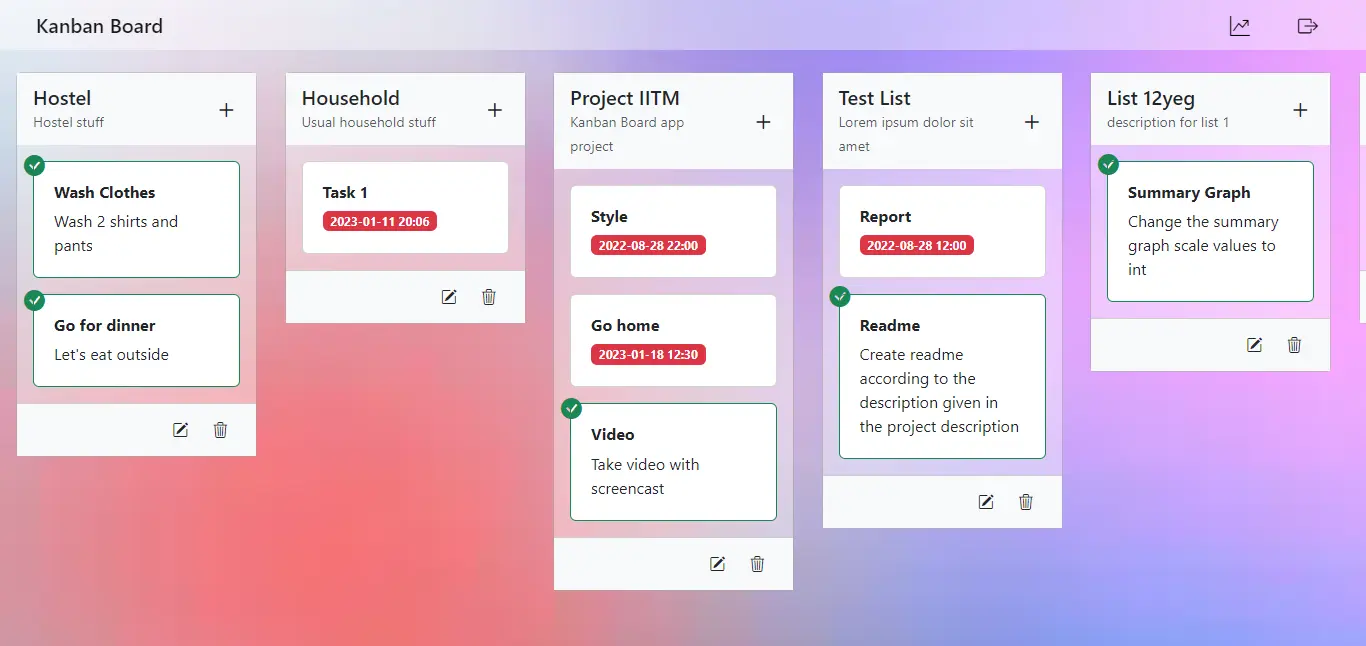 Kanban Board
Hostel
Hostel stuff
Wash Clothes
Wash 2 shirts and
pants
Go for dinner
Let's eat outside
Household
Usual household stuff
Task 1
2023-01-11 20:06
Project IITM
Kanban Board app
project
Style
2022-08-28 22:00
Go home
2023-01-18 12:30
Video
Take video with
screencast
Test List
Lorem ipsum dolor sit
amet
Report
2022-08-28 12:00
Readme
Create readme
according to the
description given in
the project description
List 12yeg
description for list 1
Summary Graph
Change the summary
graph scale values to
int